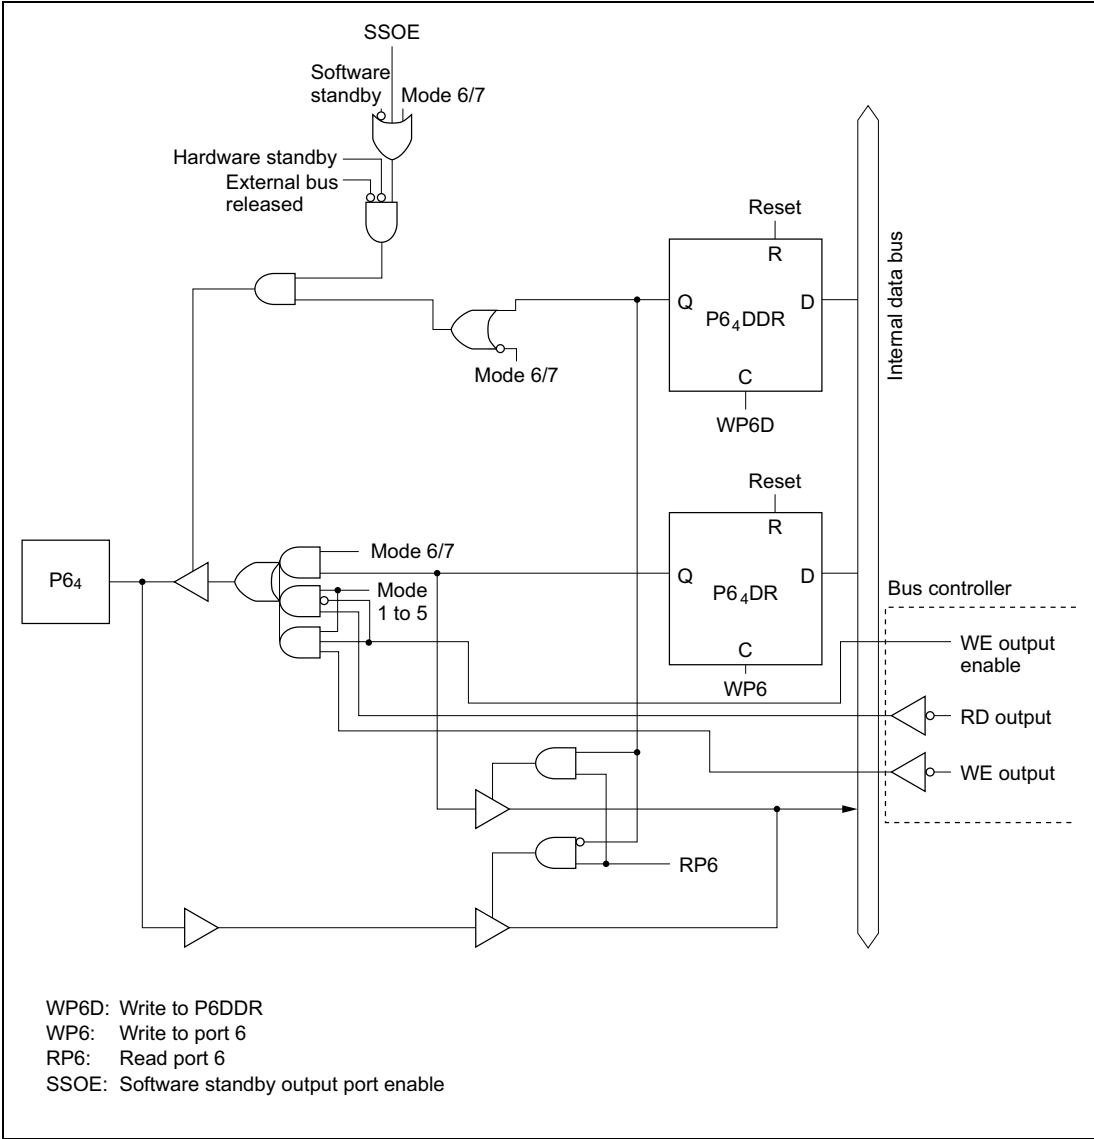 SSOE
Software
standby
Mode 6/7
Hardware standby
External bus
released
Reset
R
Q
P6₄DDR
D
C
WP6D
Mode 6/7
Internal data bus
Reset
R
Q
P6₄DR
D
C
WP6
P6₄
Mode 6/7
Mode
1 to 5
Bus controller
WE output
enable
RD output
WE output
RP6
WP6D: Write to P6DDR
WP6: Write to port 6
RP6: Read port 6
SSOE: Software standby output port enable